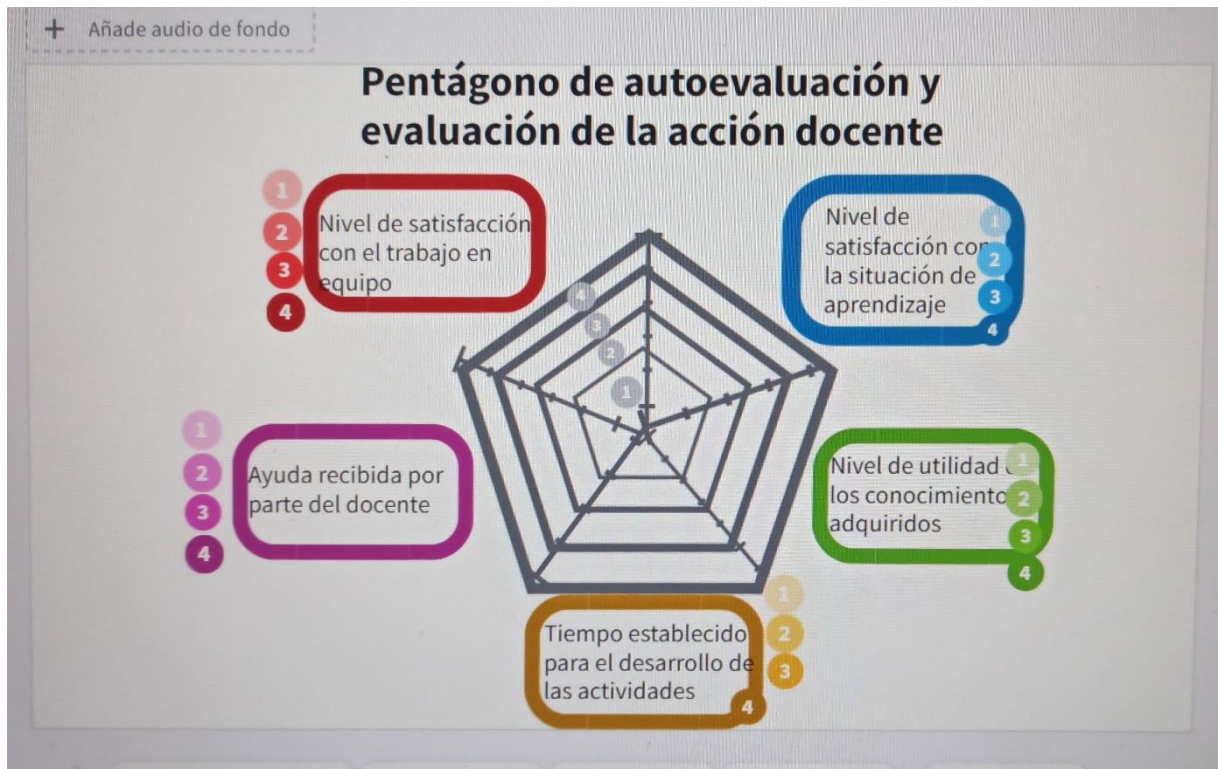 + Añade audio de fondo
Pentágono de autoevaluación y
evaluación de la acción docente
1
2
3
4
Nivel de satisfacción
con el trabajo en
equipo
Nivel de
satisfacción con
la situación de
aprendizaje
1
2
3
4
4
3
2
1
1
2
3
4
Ayuda recibida por
parte del docente
Nivel de utilidad
los conocimiento
adquiridos
1
2
3
4
Tiempo establecido
para el desarrollo de
las actividades
1
2
3
4